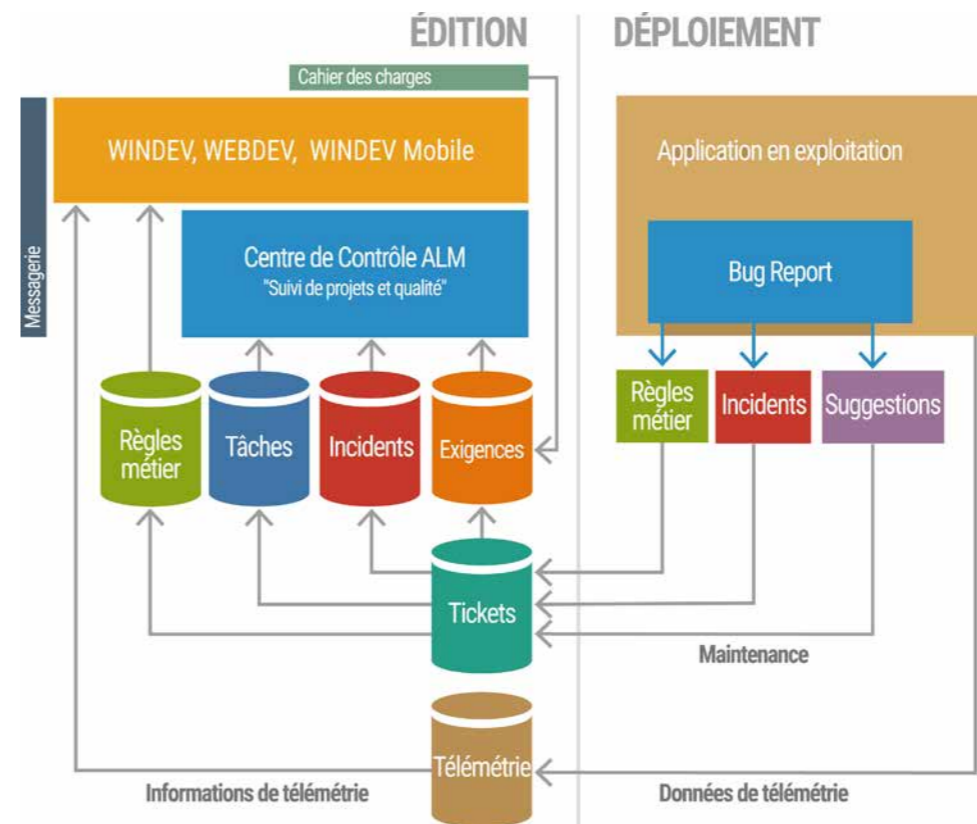 ÉDITION
DÉPLOIEMENT
Cahier des charges
WINDEV, WEBDEV, WINDEV Mobile
Application en exploitation
Messagerie
Centre de Contrôle ALM
"Suivi de projets et qualité"
Bug Report
Règles
métier
Tâches
Incidents
Exigences
Règles
métier
Incidents
Suggestions
Tickets
Maintenance
Télémétrie
Informations de télémétrie
Données de télémétrie